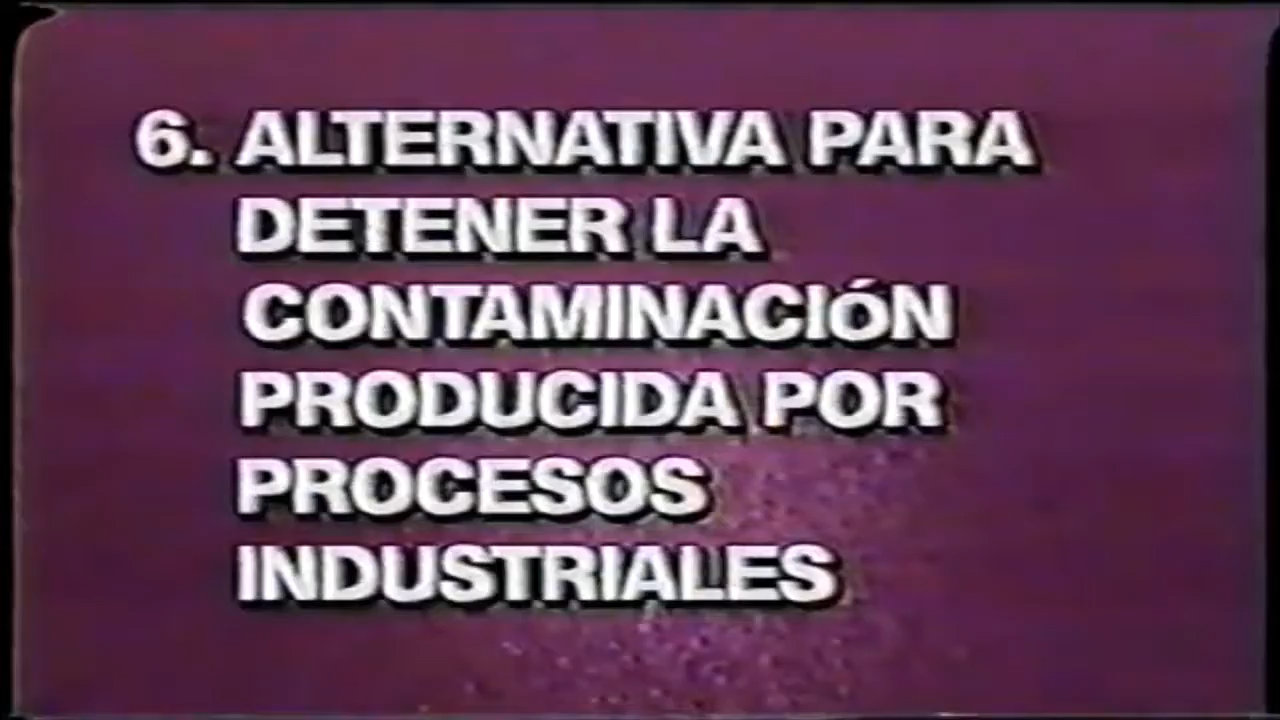 6. ALTERNATIVA PARA
DETENER LA
CONTAMINACIÓN
PRODUCIDA POR
PROCESOS
INDUSTRIALES